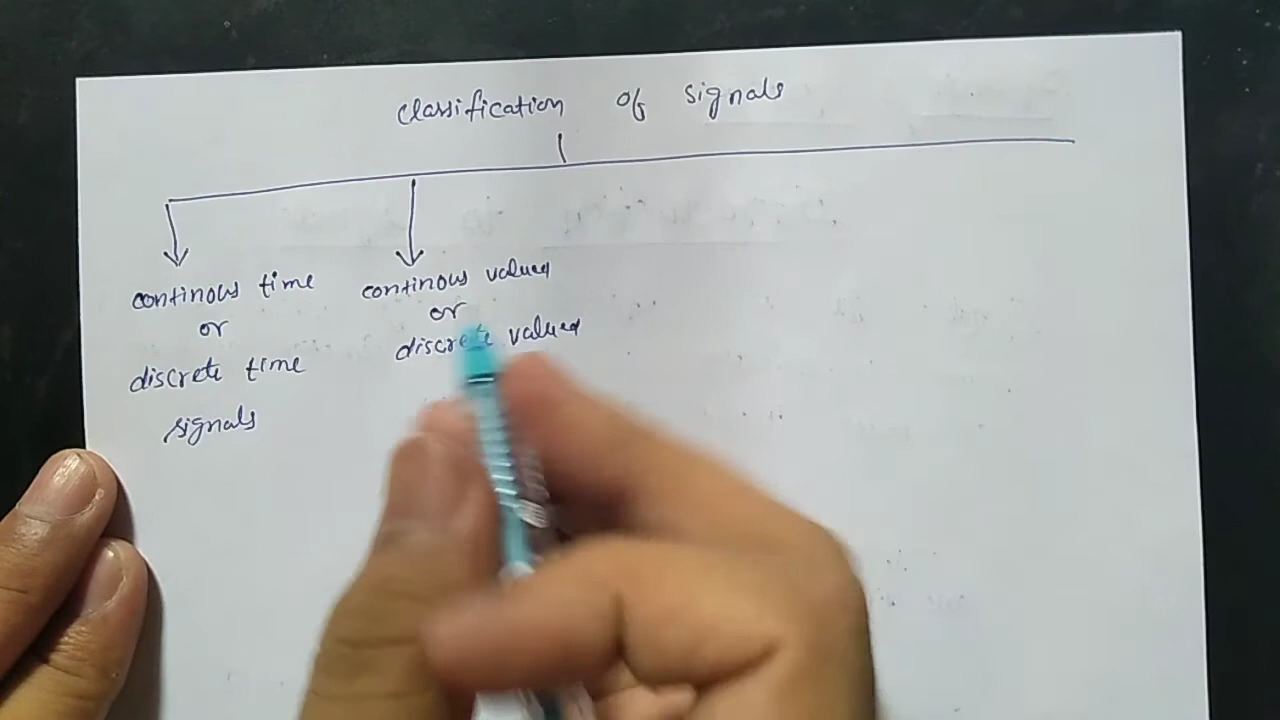 classification of signals
continous time
or
discrete time
signals
continous valued
or
discrete valued